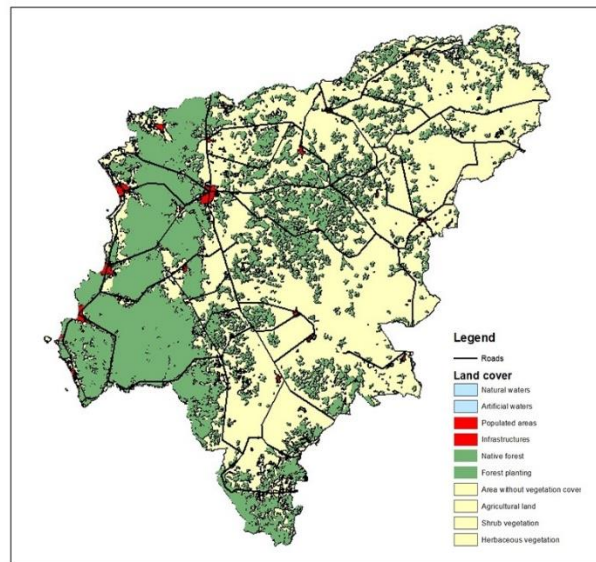 Legend
Roads
Land cover
Natural waters
Artificial waters
Populated areas
Infrastructures
Native forest
Forest planting
Area without vegetation cover
Agricultural land
Shrub vegetation
Herbaceous vegetation